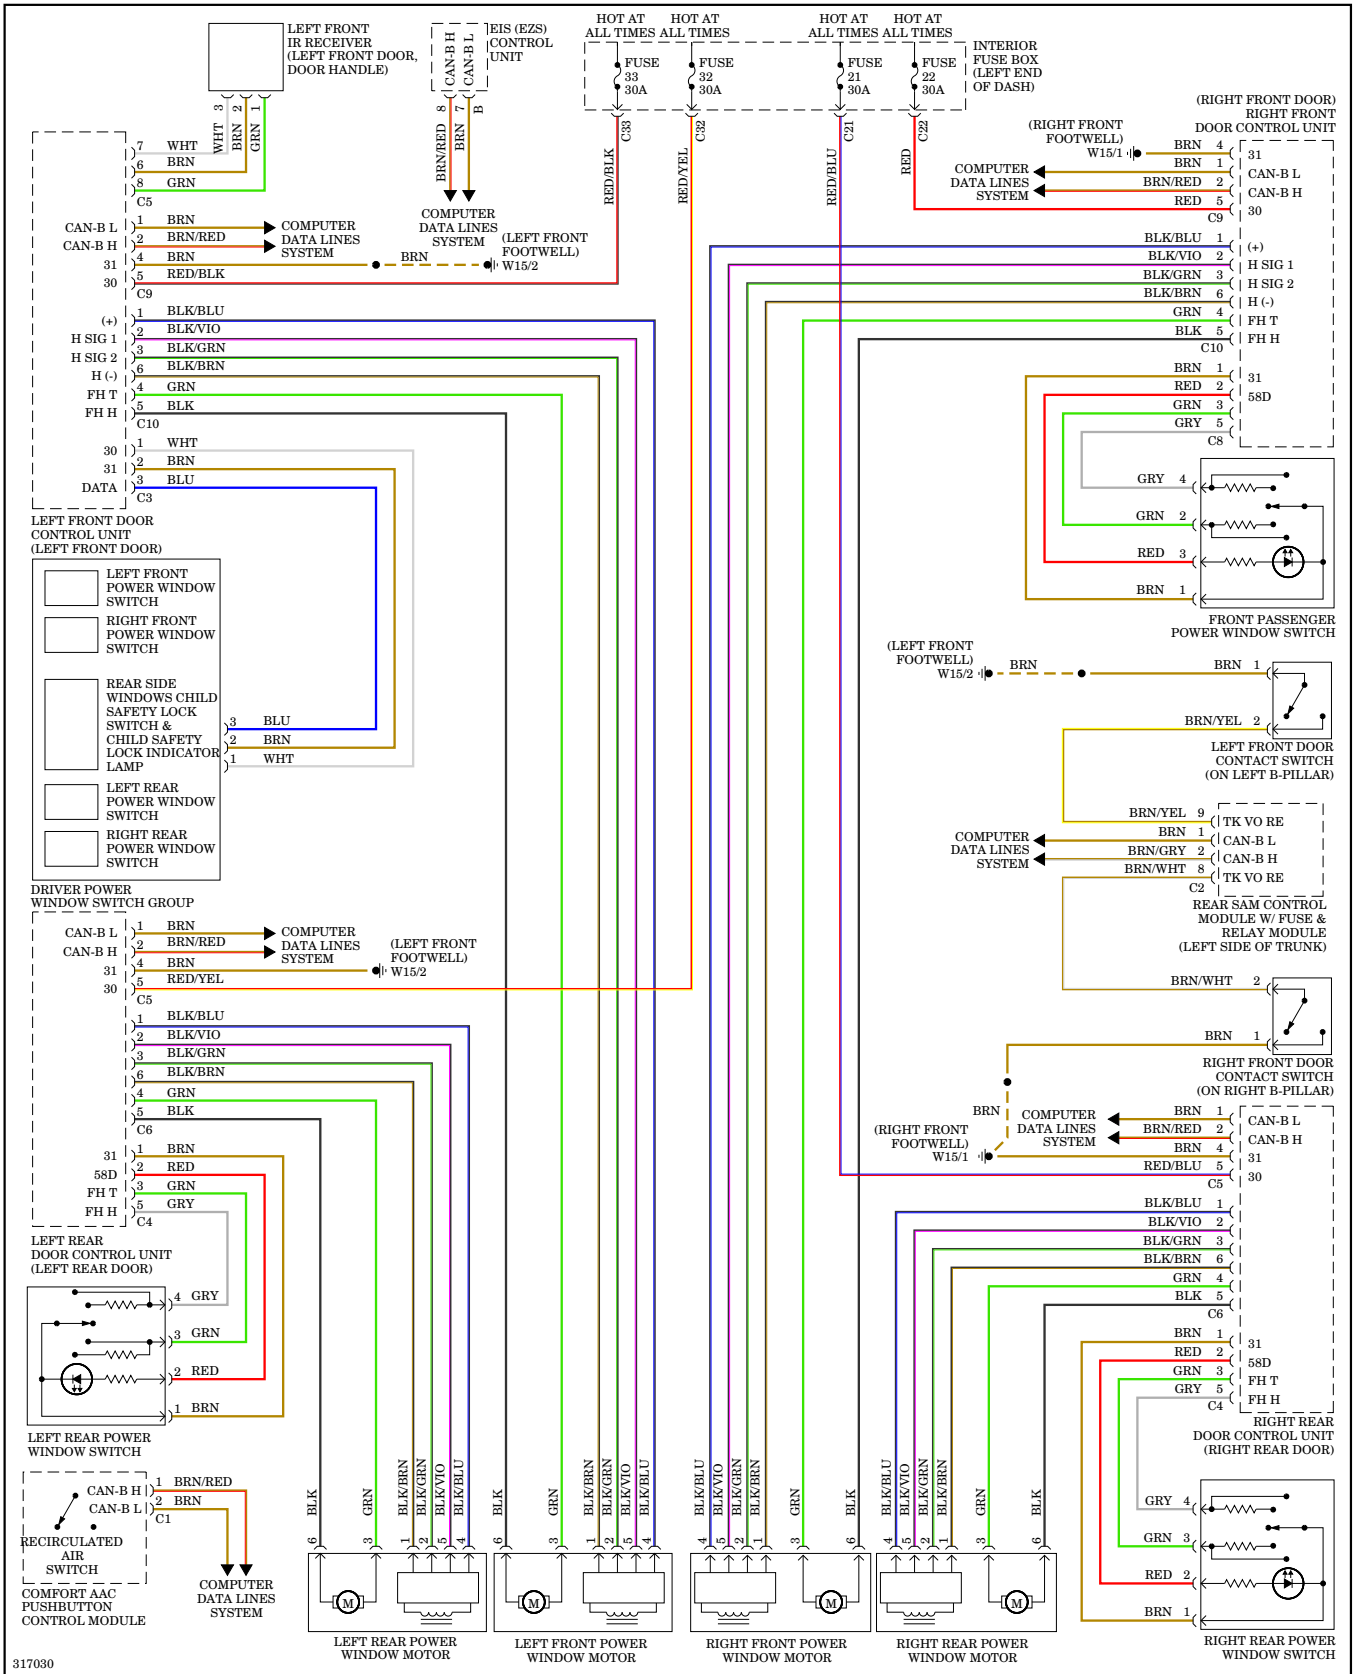 LEFT FRONT
IR RECEIVER
(LEFT FRONT DOOR,
DOOR HANDLE)
3
2
1
WHT
BRN
GRN
EIS (EZS)
CONTROL
UNIT
CAN-B H
CAN-B L
8
7
B
BRN/RED
BRN
COMPUTER
DATA LINES
SYSTEM
HOT AT
ALL TIMES
HOT AT
ALL TIMES
HOT AT
ALL TIMES
HOT AT
ALL TIMES
FUSE
33
30A
FUSE
32
30A
FUSE
21
30A
FUSE
22
30A
INTERIOR
FUSE BOX
(LEFT END
OF DASH)
C33
C32
C21
C22
RED/BLK
RED/YEL
RED/BLU
RED
7 WHT
6 BRN
8 GRN
C5
CAN-B L 1 BRN
CAN-B H 2 BRN/RED
31 4 BRN
30 5 RED/BLK
C9
COMPUTER
DATA LINES
SYSTEM
BRN
(LEFT FRONT
FOOTWELL)
W15/2
(+) 1 BLK/BLU
H SIG 1 2 BLK/VIO
H SIG 2 3 BLK/GRN
H (-) 6 BLK/BRN
FH T 4 GRN
FH H 5 BLK
C10
30 1 WHT
31 2 BRN
DATA 3 BLU
C3
LEFT FRONT DOOR
CONTROL UNIT
(LEFT FRONT DOOR)
LEFT FRONT
POWER WINDOW
SWITCH
RIGHT FRONT
POWER WINDOW
SWITCH
REAR SIDE
WINDOWS CHILD
SAFETY LOCK
SWITCH &
CHILD SAFETY
LOCK INDICATOR
LAMP
3 BLU
2 BRN
1 WHT
LEFT REAR
POWER WINDOW
SWITCH
RIGHT REAR
POWER WINDOW
SWITCH
DRIVER POWER
WINDOW SWITCH GROUP
CAN-B L 1 BRN
CAN-B H 2 BRN/RED
31 4 BRN
30 5 RED/YEL
C5
COMPUTER
DATA LINES
SYSTEM
(LEFT FRONT
FOOTWELL)
W15/2
1 BLK/BLU
2 BLK/VIO
3 BLK/GRN
6 BLK/BRN
4 GRN
5 BLK
C6
31 1 BRN
58D 2 RED
FH T 3 GRN
FH H 5 GRY
C4
LEFT REAR
DOOR CONTROL UNIT
(LEFT REAR DOOR)
4 GRY
3 GRN
2 RED
1 BRN
LEFT REAR POWER
WINDOW SWITCH
CAN-B H 1 BRN/RED
CAN-B L 2 BRN
C1
RECIRCULATED
AIR
SWITCH
COMFORT AAC
PUSHBUTTON
CONTROL MODULE
COMPUTER
DATA LINES
SYSTEM
(RIGHT FRONT DOOR)
RIGHT FRONT
DOOR CONTROL UNIT
(RIGHT FRONT
FOOTWELL)
W15/1
BRN 4 31
BRN 1 CAN-B L
BRN/RED 2 CAN-B H
RED 5 30
C9
COMPUTER
DATA LINES
SYSTEM
BLK/BLU 1 (+)
BLK/VIO 2 H SIG 1
BLK/GRN 3 H SIG 2
BLK/BRN 6 H (-)
GRN 4 FH T
BLK 5 FH H
C10
BRN 1 31
RED 2 58D
GRN 3
GRY 5
C8
GRY 4
GRN 2
RED 3
BRN 1
FRONT PASSENGER
POWER WINDOW SWITCH
(LEFT FRONT
FOOTWELL)
W15/2
BRN
BRN 1
BRN/YEL 2
LEFT FRONT DOOR
CONTACT SWITCH
(ON LEFT B-PILLAR)
BRN/YEL 9 TK VO RE
BRN 1 CAN-B L
BRN/GRY 2 CAN-B H
BRN/WHT 8 TK VO RE
C2
COMPUTER
DATA LINES
SYSTEM
REAR SAM CONTROL
MODULE W/ FUSE &
RELAY MODULE
(LEFT SIDE OF TRUNK)
BRN/WHT 2
BRN 1
RIGHT FRONT DOOR
CONTACT SWITCH
(ON RIGHT B-PILLAR)
BRN
(RIGHT FRONT
FOOTWELL)
W15/1
COMPUTER
DATA LINES
SYSTEM
BRN 1 CAN-B L
BRN/RED 2 CAN-B H
BRN 4 31
RED/BLU 5 30
C5
BLK/BLU 1
BLK/VIO 2
BLK/GRN 3
BLK/BRN 6
GRN 4
BLK 5
C6
BRN 1 31
RED 2 58D
GRN 3 FH T
GRY 5 FH H
C4
RIGHT REAR
DOOR CONTROL UNIT
(RIGHT REAR DOOR)
GRY 4
GRN 3
RED 2
BRN 1
RIGHT REAR POWER
WINDOW SWITCH
BLK
GRN
BLK/BRN
BLK/GRN
BLK/VIO
BLK/BLU
6
3
1
2
5
4
M
LEFT REAR POWER
WINDOW MOTOR
BLK
GRN
BLK/BRN
BLK/GRN
BLK/VIO
BLK/BLU
6
3
1
2
5
4
M
LEFT FRONT POWER
WINDOW MOTOR
BLK/BLU
BLK/VIO
BLK/GRN
BLK/BRN
GRN
BLK
4
5
2
1
3
6
M
RIGHT FRONT POWER
WINDOW MOTOR
BLK/BLU
BLK/VIO
BLK/GRN
BLK/BRN
GRN
BLK
4
5
2
1
3
6
M
RIGHT REAR POWER
WINDOW MOTOR
317030